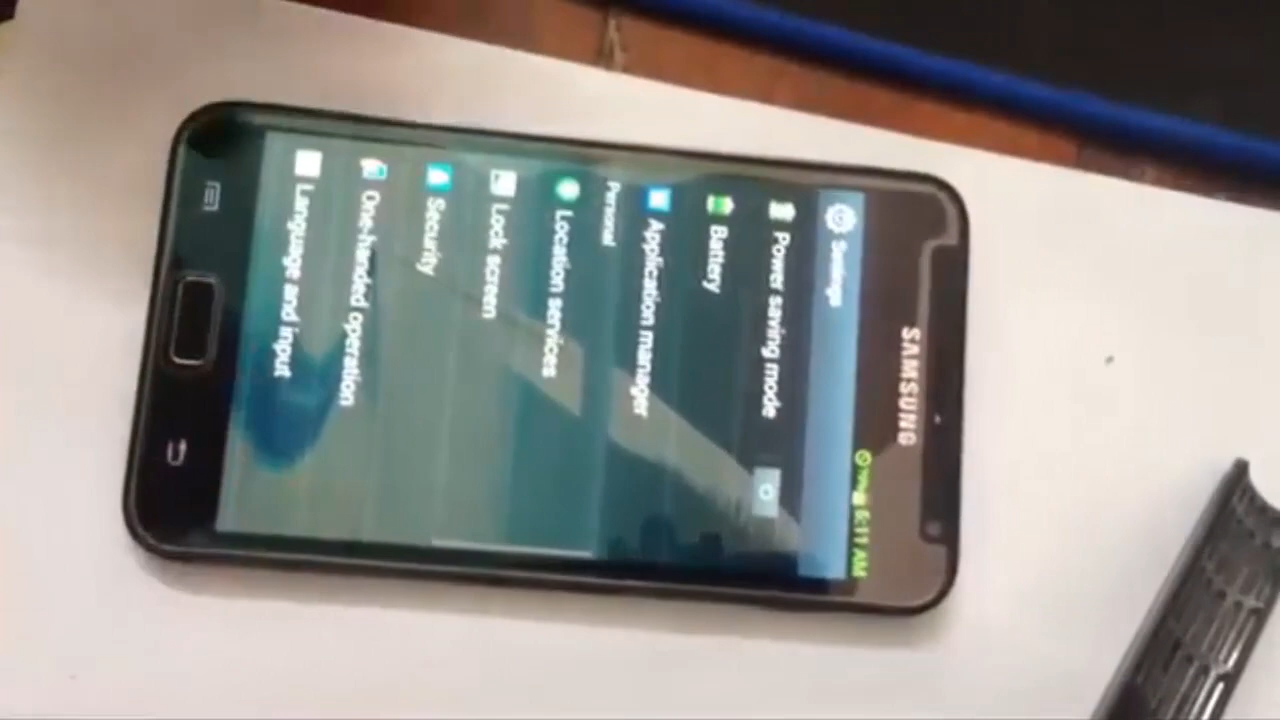 SAMSUNG
6:11 AM
Settings
Power saving mode
Battery
Application manager
Personal
Location services
Lock screen
Security
One-handed operation
Language and input